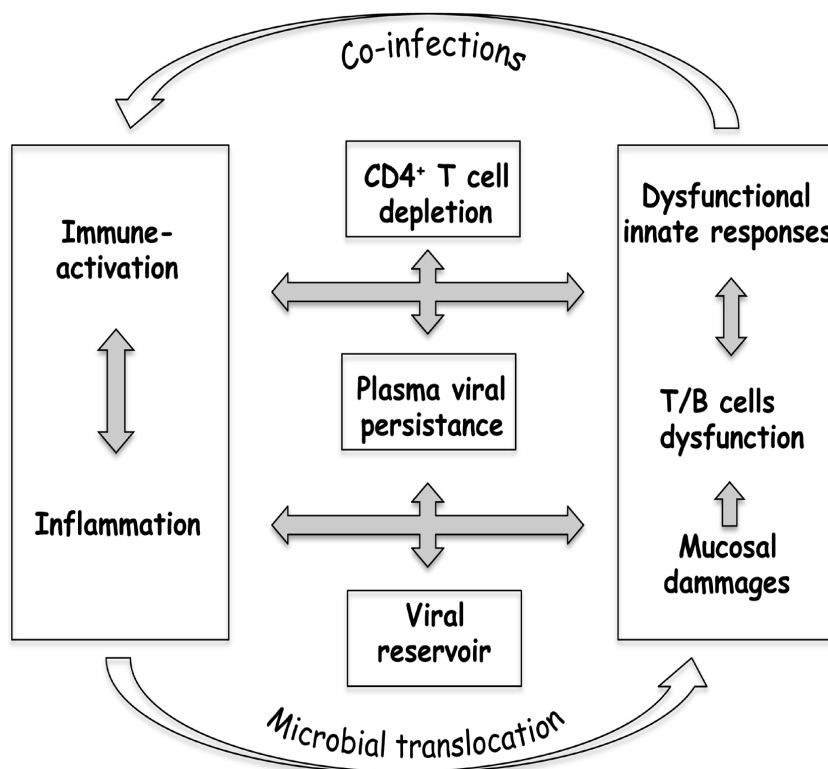 Co-infections
Immune-
activation
Inflammation
CD4⁺ T cell
depletion
Plasma viral
persistance
Viral
reservoir
Dysfunctional
innate responses
T/B cells
dysfunction
Mucosal
dammages
Microbial translocation